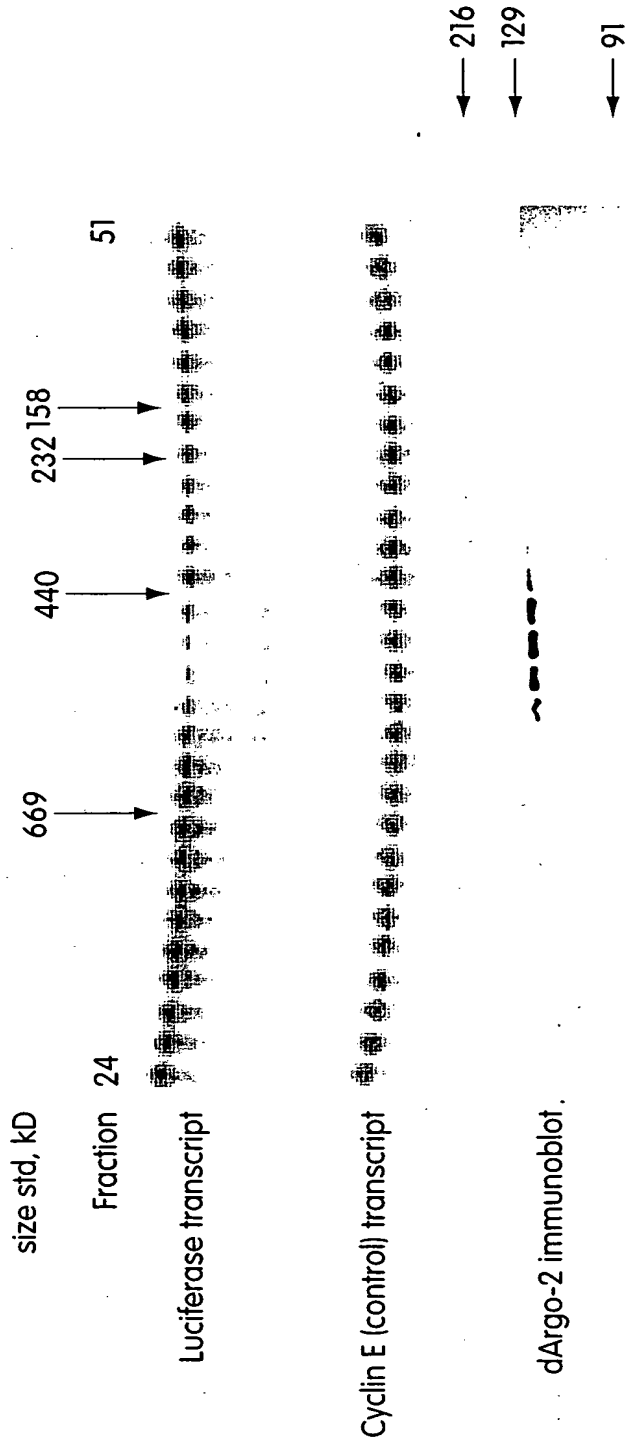 size std, kD 669 440 232 158
Fraction 24 51
Luciferase transcript
Cyclin E (control) transcript
216
129
dArgo-2 immunoblot.
91